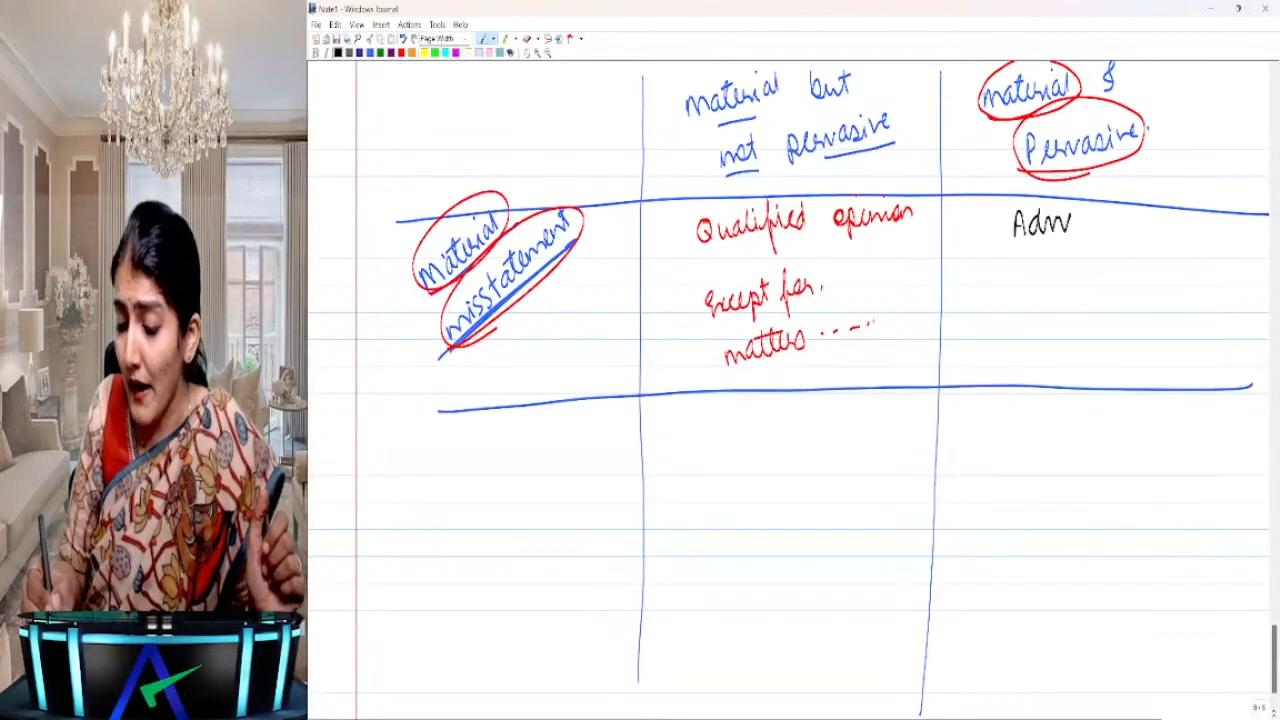 Note1 - Windows Journal
File Edit View Insert Actions Tools Help
Page Width
material but
not pervasive
material &
Pervasive.
Material
misstatement
Qualified opinion
except for.
matters ----"
Adv